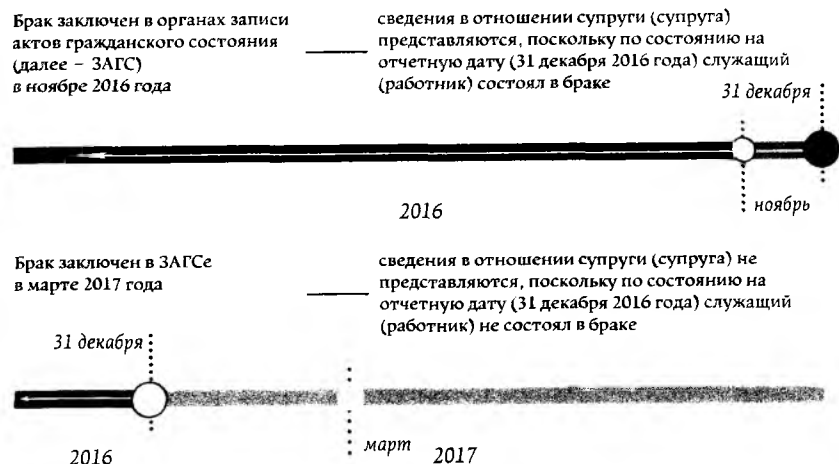 Брак заключен в органах записи
актов гражданского состояния
(далее – ЗАГС)
в ноябре 2016 года
сведения в отношении супруги (супруга)
представляются, поскольку по состоянию на
отчетную дату (31 декабря 2016 года) служащий
(работник) состоял в браке
31 декабря
2016
ноябрь
Брак заключен в ЗАГСе
в марте 2017 года
сведения в отношении супруги (супруга) не
представляются, поскольку по состоянию на
отчетную дату (31 декабря 2016 года) служащий
(работник) не состоял в браке
31 декабря
2016
март
2017